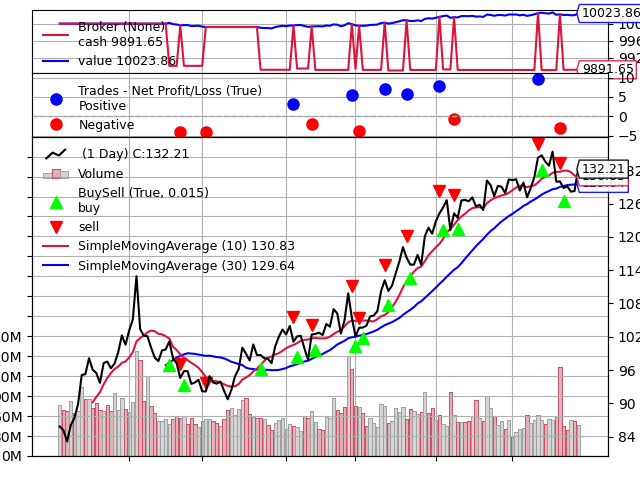 Broker (None)
cash 9891.65
value 10023.86
10023.86
9891.65
Trades - Net Profit/Loss (True)
Positive
Negative
10
5
0
−5
(1 Day) C:132.21
Volume
BuySell (True, 0.015)
buy
sell
SimpleMovingAverage (10) 130.83
SimpleMovingAverage (30) 129.64
132.21
126
120
114
108
102
96
90
84
0M